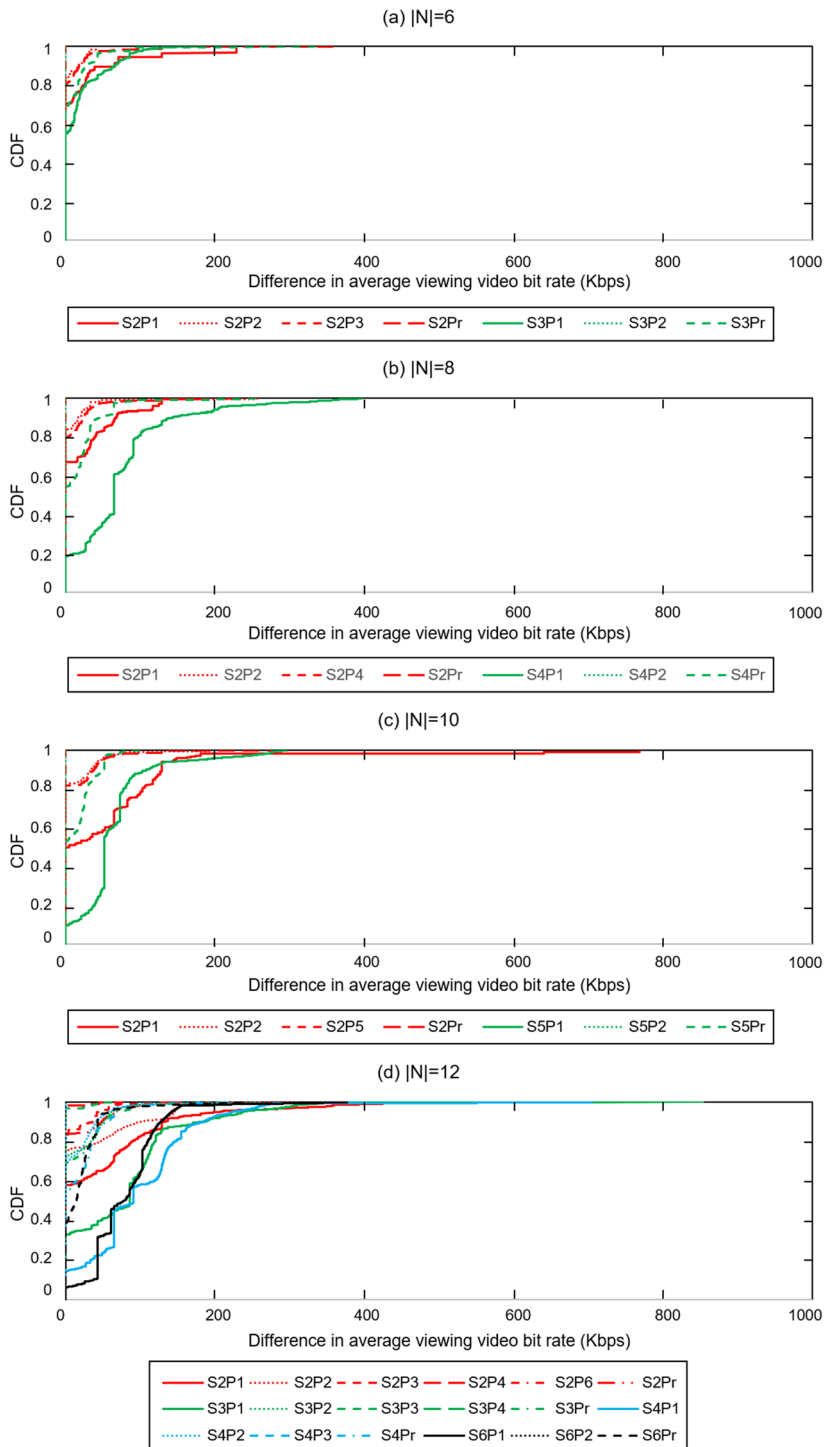 (a) |N|=6
1
0.8
0.6
0.4
0.2
0
CDF
0 200 400 600 800 1000
Difference in average viewing video bit rate (Kbps)
S2P1 S2P2 S2P3 S2Pr S3P1 S3P2 S3Pr
(b) |N|=8
1
0.8
0.6
0.4
0.2
0
CDF
0 200 400 600 800 1000
Difference in average viewing video bit rate (Kbps)
S2P1 S2P2 S2P4 S2Pr S4P1 S4P2 S4Pr
(c) |N|=10
1
0.8
0.6
0.4
0.2
0
CDF
0 200 400 600 800 1000
Difference in average viewing video bit rate (Kbps)
S2P1 S2P2 S2P5 S2Pr S5P1 S5P2 S5Pr
(d) |N|=12
1
0.8
0.6
0.4
0.2
0
CDF
0 200 400 600 800 1000
Difference in average viewing video bit rate (Kbps)
S2P1 S2P2 S2P3 S2P4 S2P6 S2Pr
S3P1 S3P2 S3P3 S3P4 S3Pr S4P1
S4P2 S4P3 S4Pr S6P1 S6P2 S6Pr